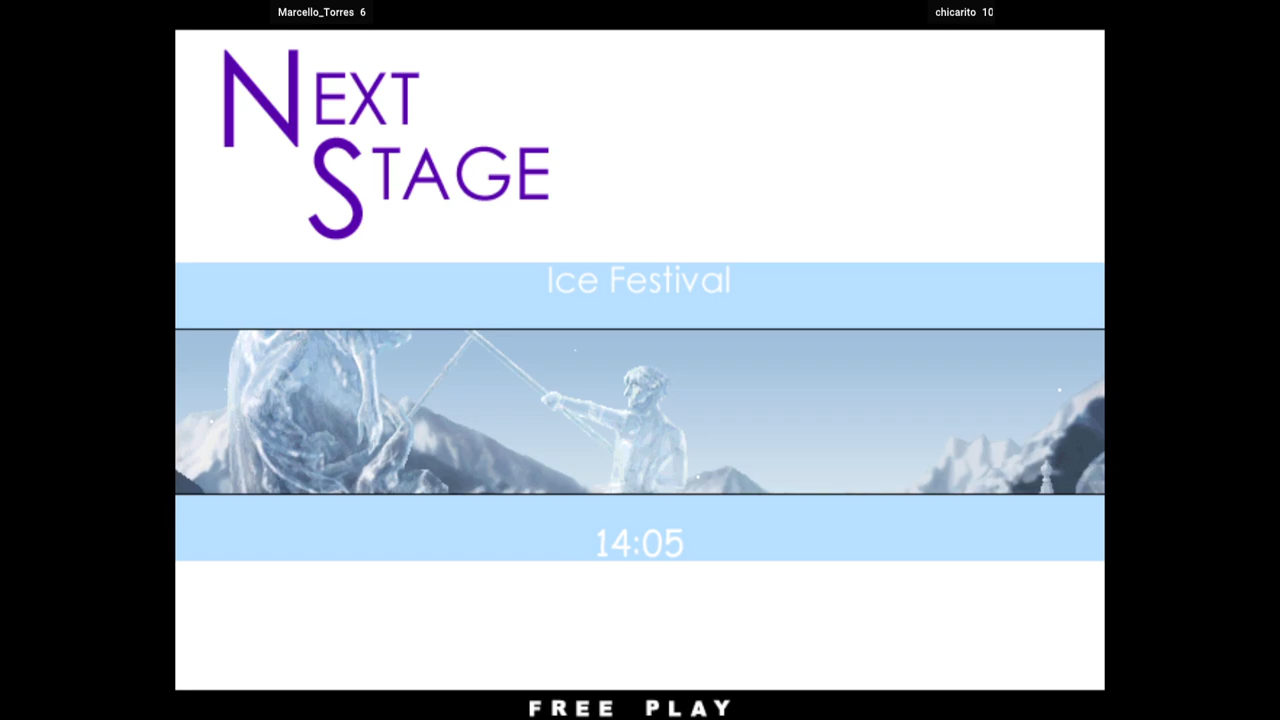 Marcello_Torres 6
chicarito 10
NEXT
STAGE
Ice Festival
14:05
FREE PLAY